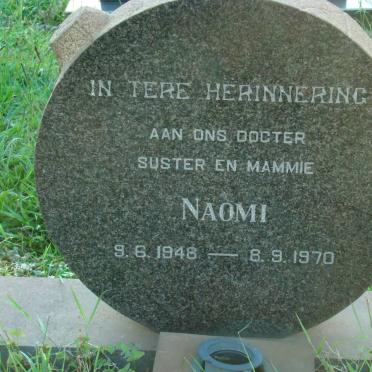 IN TERE HERINNERING
AAN ONS DOGTER
SUSTER EN MAMMIE
NAOMI
9.6.1948 — 6.9.1970